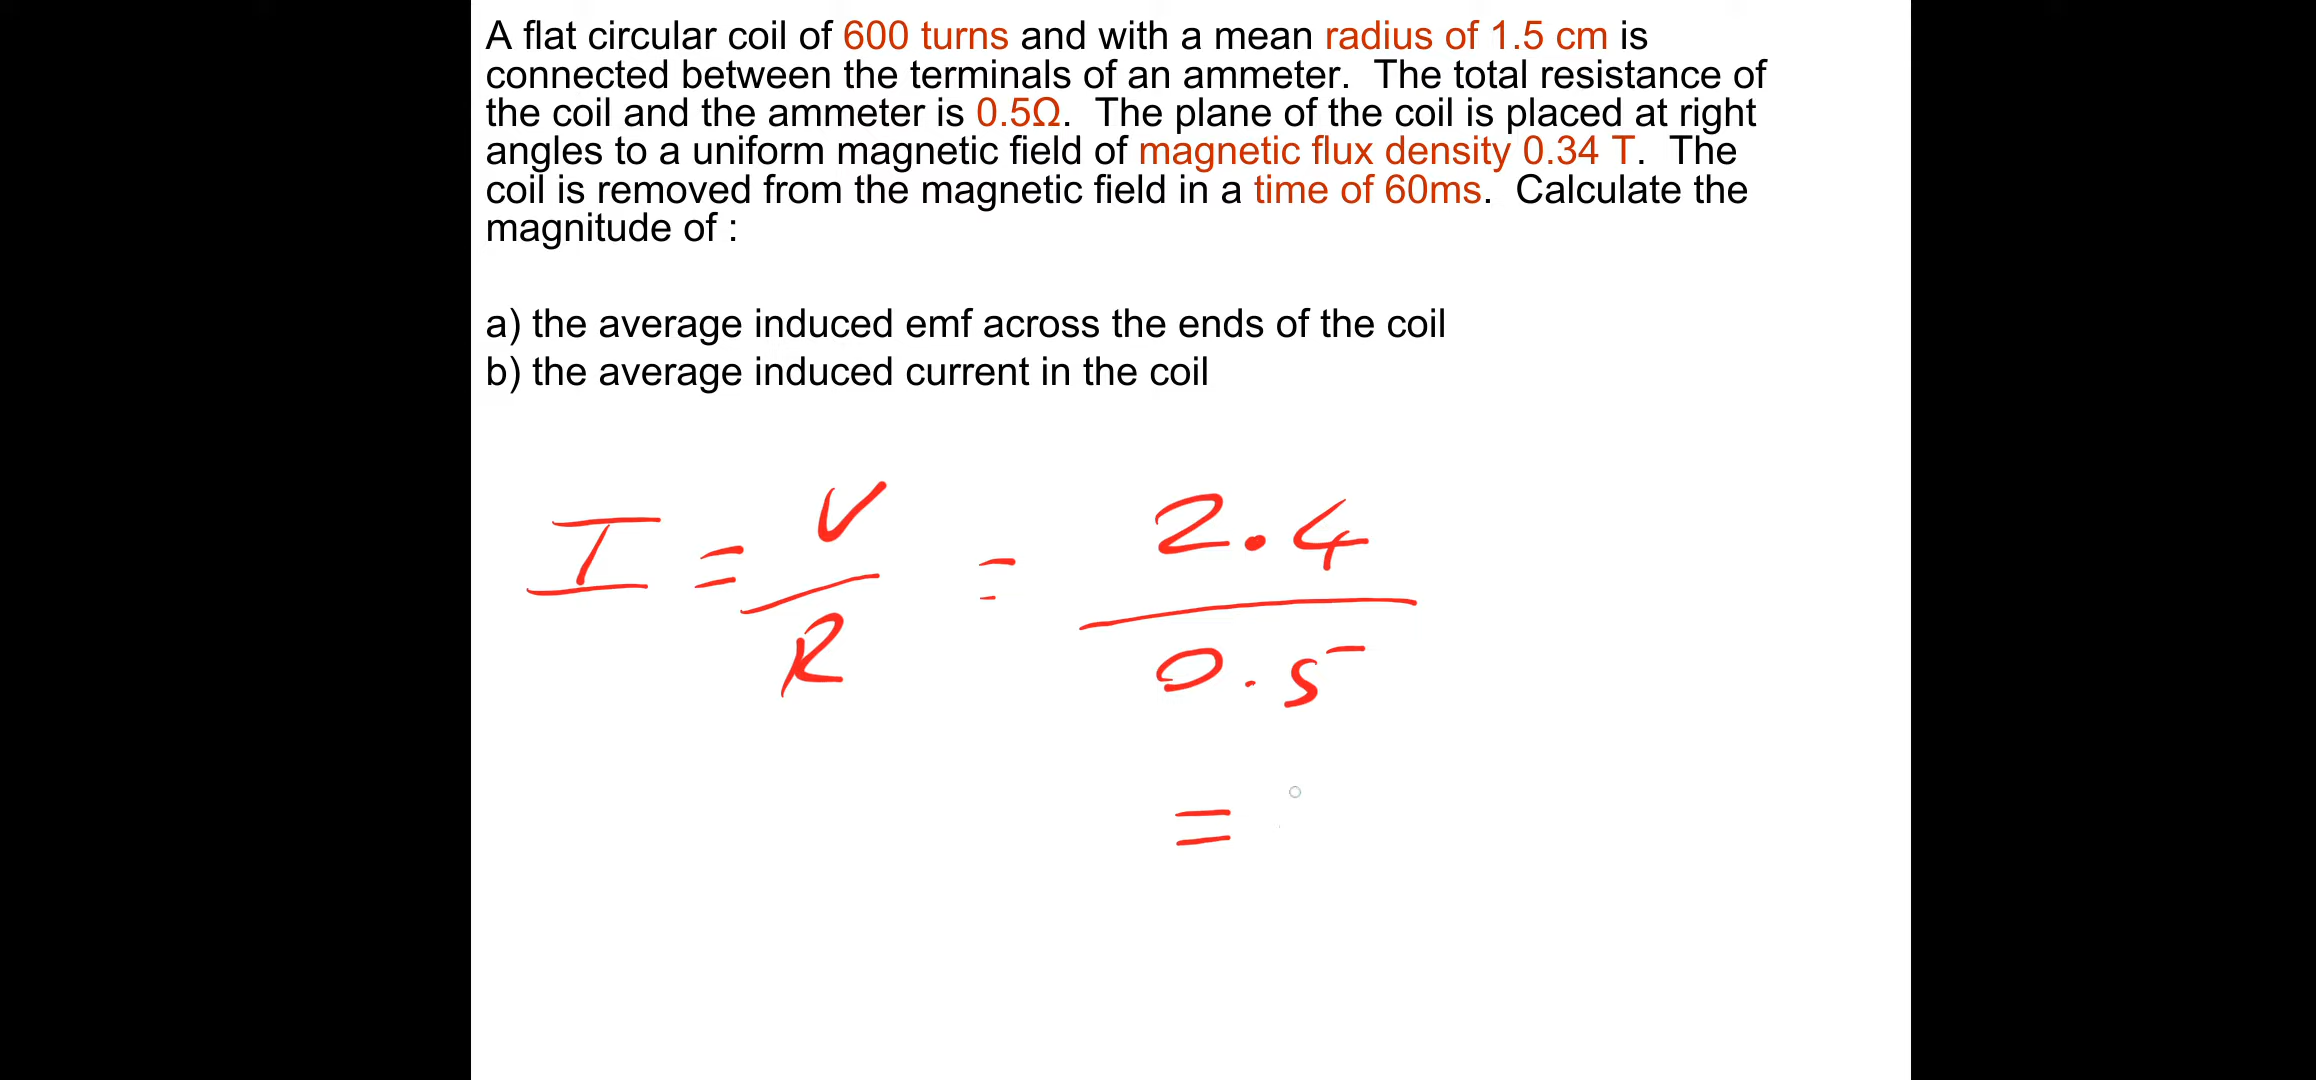 A flat circular coil of 600 turns and with a mean radius of 1.5 cm is
connected between the terminals of an ammeter. The total resistance of
the coil and the ammeter is 0.5Ω. The plane of the coil is placed at right
angles to a uniform magnetic field of magnetic flux density 0.34 T. The
coil is removed from the magnetic field in a time of 60ms. Calculate the
magnitude of :
a) the average induced emf across the ends of the coil
b) the average induced current in the coil
I = V/R = 2.4/0.5
=